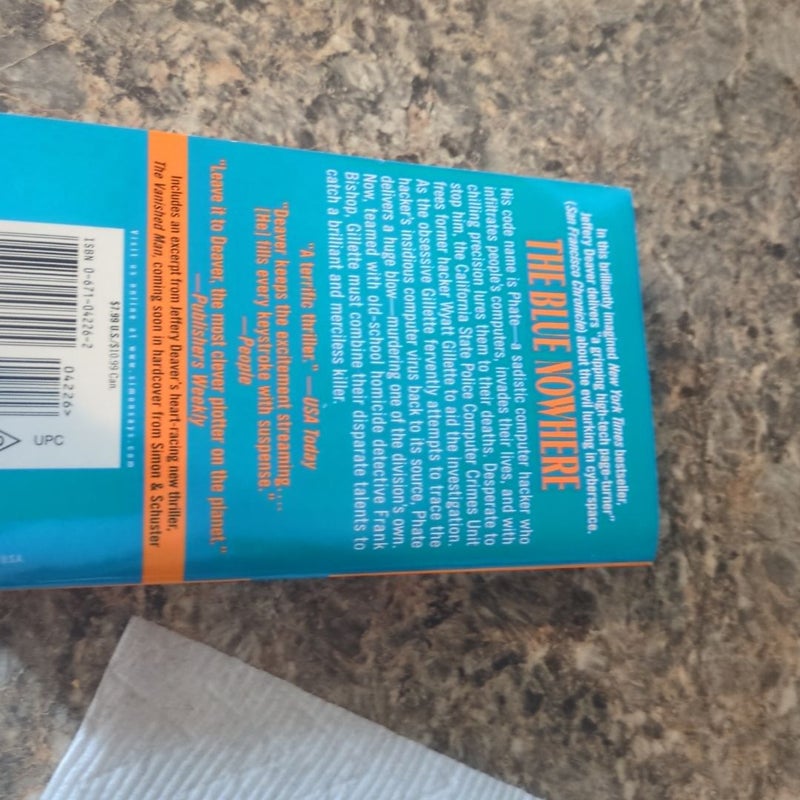 In this brilliantly imagined New York Times bestseller,
Jeffery Deaver delivers "a gripping high-tech page-turner"
(San Francisco Chronicle) about the evil lurking in cyberspace.
THE BLUE NOWHERE
His code name is Phate—a sadistic computer hacker who
infiltrates people's computers, invades their lives, and with
chilling precision lures them to their deaths. Desperate to
stop him, the California State Police Computer Crimes Unit
frees former hacker Wyatt Gillette to aid the investigation.
As the obsessive Gillette fervently attempts to trace the
hacker's insidious computer virus back to its source, Phate
delivers a huge blow—murdering one of the division's own.
Now, teamed with old-school homicide detective Frank
Bishop, Gillette must combine their disparate talents to
catch a brilliant and merciless killer.
"A terrific thriller." —USA Today
"Deaver keeps the excitement streaming....
[He] fills every keystroke with suspense."
—People
"Leave it to Deaver, the most clever plotter on the planet."
—Publishers Weekly
Includes an excerpt from Jeffery Deaver's heart-racing new thriller,
The Vanished Man, coming soon in hardcover from Simon & Schuster
Visit us online at www.simonsays.com
$7.99 U.S./$10.99 Can.
ISBN 0-671-04226-2
04226>
UPC
USA